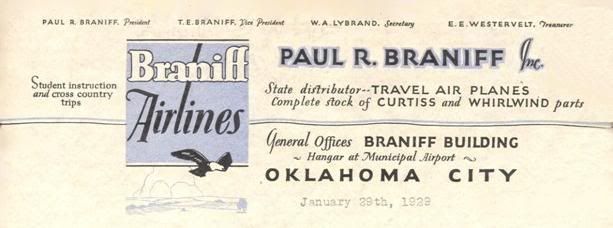 PAUL R. BRANIFF, President T. E. BRANIFF, Vice President W. A. LYBRAND, Secretary E. E. WESTERVELT, Treasurer
Braniff
Airlines
Student instruction
and cross country
trips
PAUL R. BRANIFF Inc.
State distributor--TRAVEL AIR PLANES
Complete stock of CURTISS and WHIRLWIND parts
General Offices BRANIFF BUILDING
~ Hangar at Municipal Airport ~
OKLAHOMA CITY
January 29th, 1929